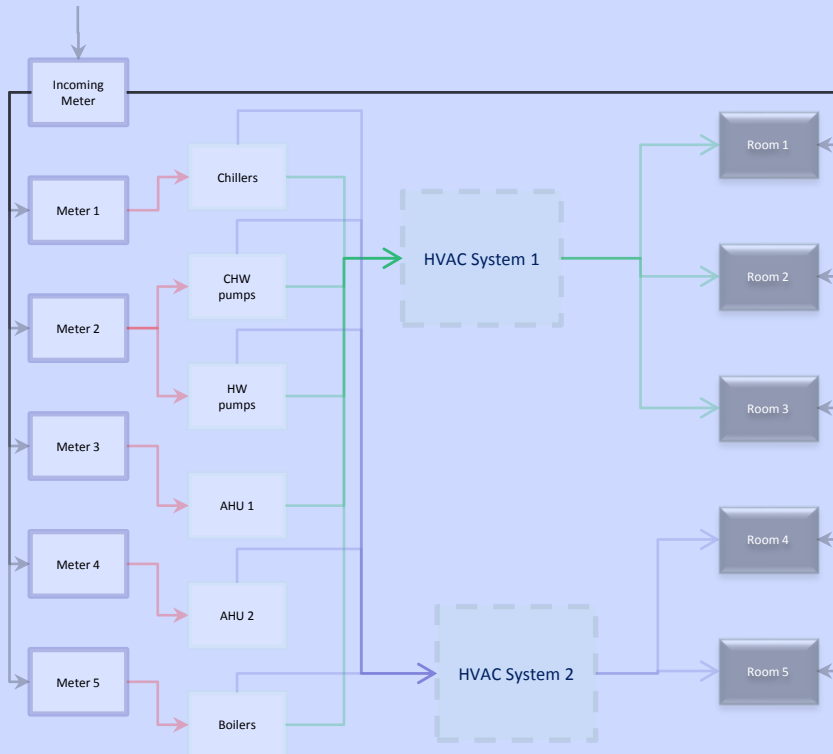 Incoming
Meter
Meter 1
Meter 2
Meter 3
Meter 4
Meter 5
Chillers
CHW
pumps
HW
pumps
AHU 1
AHU 2
Boilers
HVAC System 1
HVAC System 2
Room 1
Room 2
Room 3
Room 4
Room 5